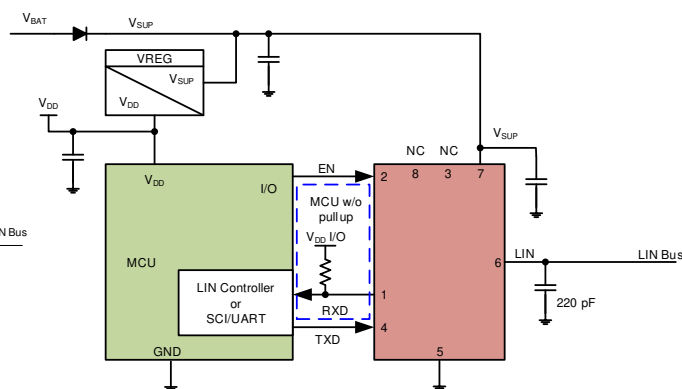 VBAT
VSUP
VREG
VSUP
VDD
VDD
VSUP
NC NC
EN
8 3 7
2
VDD
I/O
MCU w/o
pull up
VDD I/O
N Bus
MCU
LIN Controller
or
SCI/UART
6
LIN
LIN Bus
1
RXD
220 pF
4
TXD
GND
5